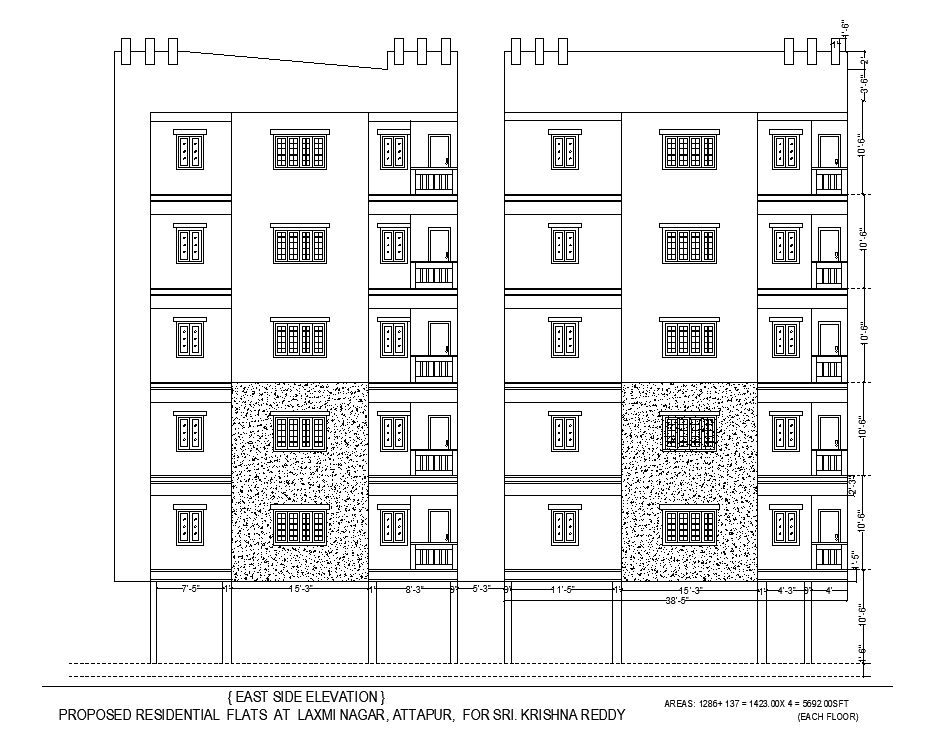 1'-6"
1'
2'
3'-6"
10'-6"
10'-6"
10'-6"
10'-6"
2'-3"
10'-6"
1'-5"
7'-5" 1' 15'-3" 1' 8'-3" 9" 5'-3" 9" 11'-5" 1' 15'-3" 1' 4'-3" 9" 4'
38'-5"
10'-6"
1'-6"
{ EAST SIDE ELEVATION }
AREAS: 1286+ 137 = 1423.00X 4 = 5692.00SFT
PROPOSED RESIDENTIAL FLATS AT LAXMI NAGAR, ATTAPUR, FOR SRI. KRISHNA REDDY
(EACH FLOOR)